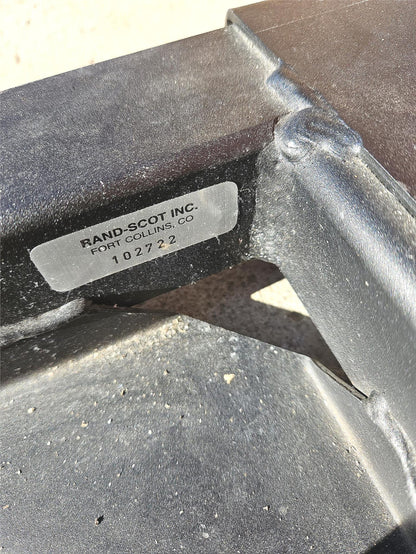 RAND-SCOT INC.
FORT COLLINS, CO
102722